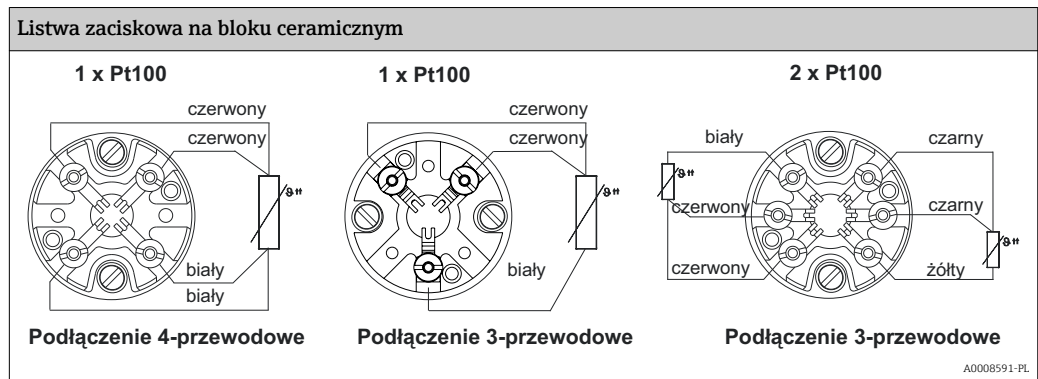 Listwa zaciskowa na bloku ceramicznym
1 x Pt100
1 x Pt100
2 x Pt100
czerwony
czerwony
biały
biały
Podłączenie 4-przewodowe
czerwony
czerwony
biały
Podłączenie 3-przewodowe
biały
czerwony
czerwony
czarny
czarny
żółty
Podłączenie 3-przewodowe
A0008591-PL